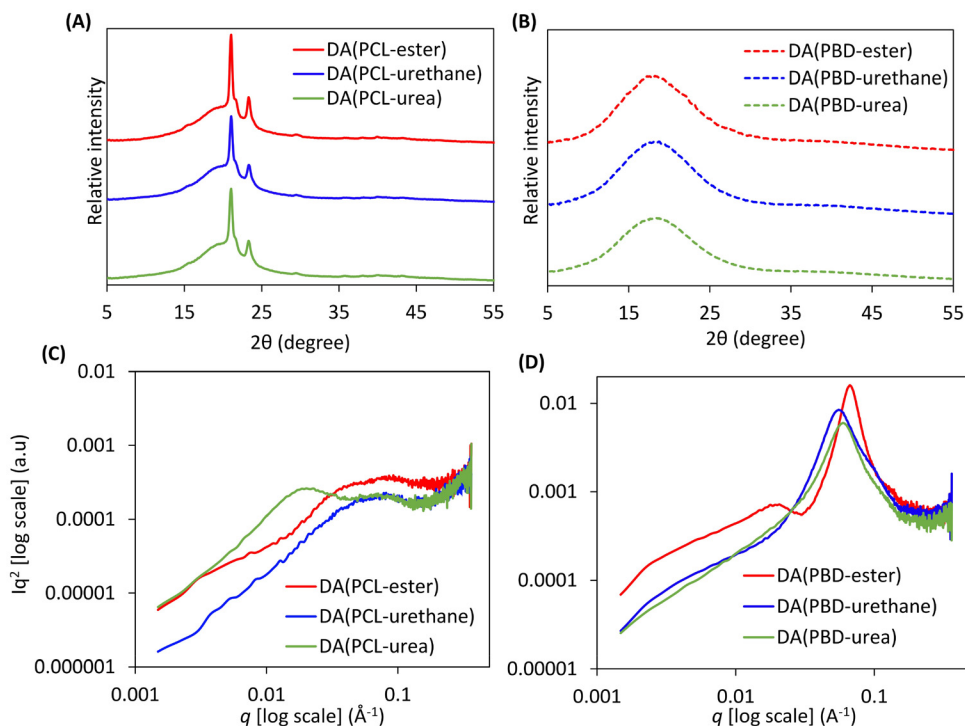 (A)
DA(PCL-ester)
DA(PCL-urethane)
DA(PCL-urea)
Relative intensity
5 15 25 35 45 55
2θ (degree)
(B)
DA(PBD-ester)
DA(PBD-urethane)
DA(PBD-urea)
Relative intensity
5 15 25 35 45 55
2θ (degree)
(C)
0.01
0.001
0.0001
0.00001
0.000001
Iq² [log scale] (a.u)
DA(PCL-ester)
DA(PCL-urethane)
DA(PCL-urea)
0.001 0.01 0.1
q [log scale] (Å⁻¹)
(D)
0.01
0.001
0.0001
0.00001
DA(PBD-ester)
DA(PBD-urethane)
DA(PBD-urea)
0.001 0.01 0.1
q [log scale] (A⁻¹)